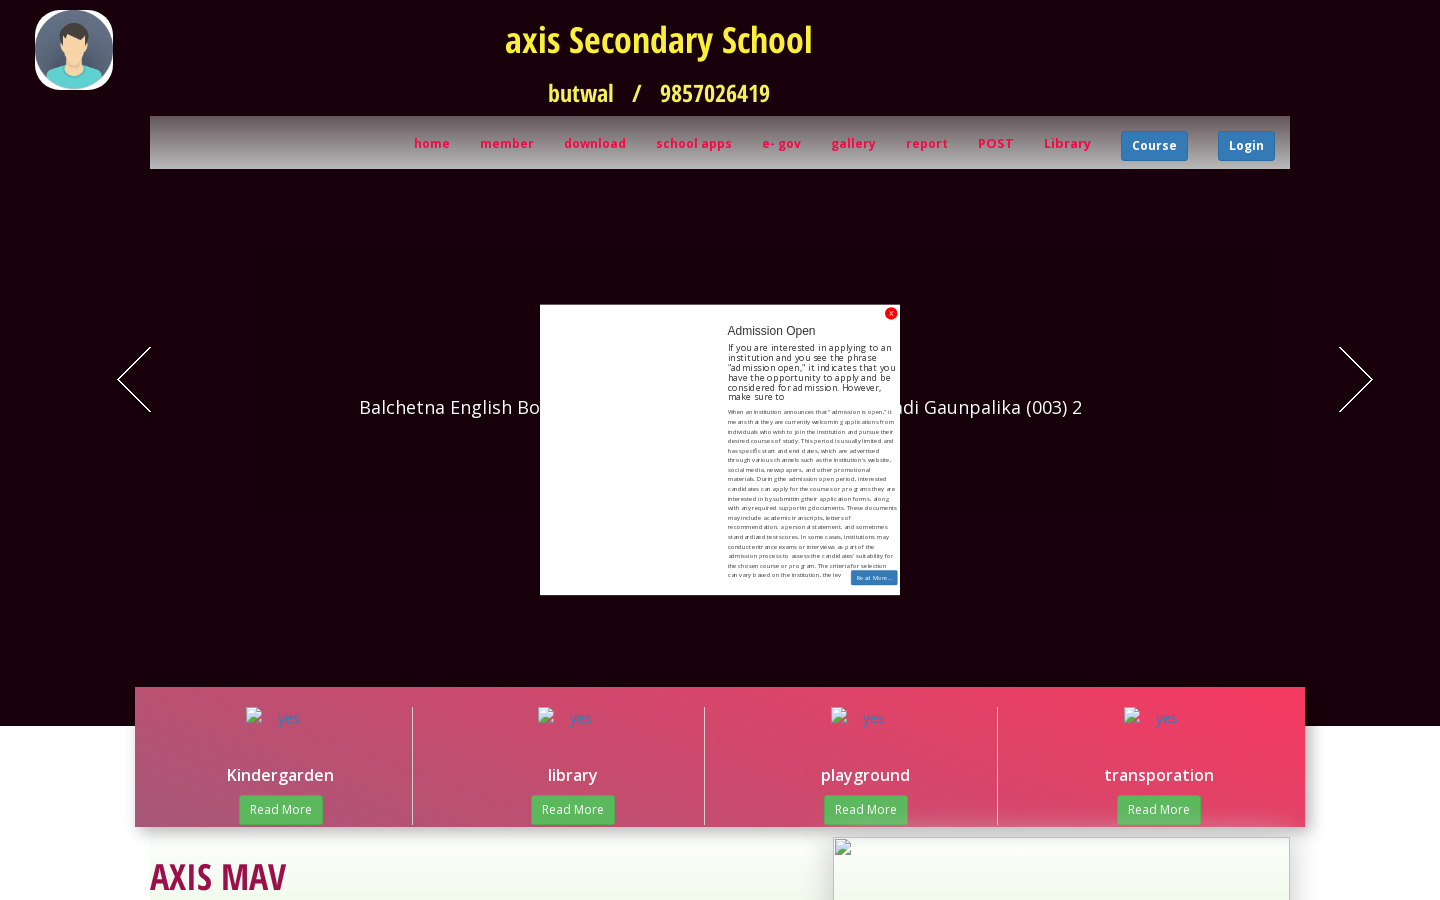 axis Secondary School
butwal / 9857026419
home member download school apps e- gov gallery report POST Library Course Login
X
Admission Open
If you are interested in applying to an
institution and you see the phrase
"admission open," it indicates that you
have the opportunity to apply and be
considered for admission. However,
make sure to
Balchetna English Bo
di Gaunpalika (003) 2
When an institution announces that "admission is open," it
means that they are currently welcoming applications from
individuals who wish to join the institution and pursue their
desired courses of study. This period is usually limited and
has specific start and end dates, which are advertised
through various channels such as the institution's website,
social media, newspapers, and other promotional
materials. During the admission open period, interested
candidates can apply for the courses or programs they are
interested in by submitting their application forms, along
with any required supporting documents. These documents
may include academic transcripts, letters of
recommendation, a personal statement, and sometimes
standardized test scores. In some cases, institutions may
conduct entrance exams or interviews as part of the
admission process to assess the candidates' suitability for
the chosen course or program. The criteria for selection
can vary based on the institution, the lev
Read More...
yes yes yes yes
Kindergarden library playground transporation
Read More Read More Read More Read More
AXIS MAV